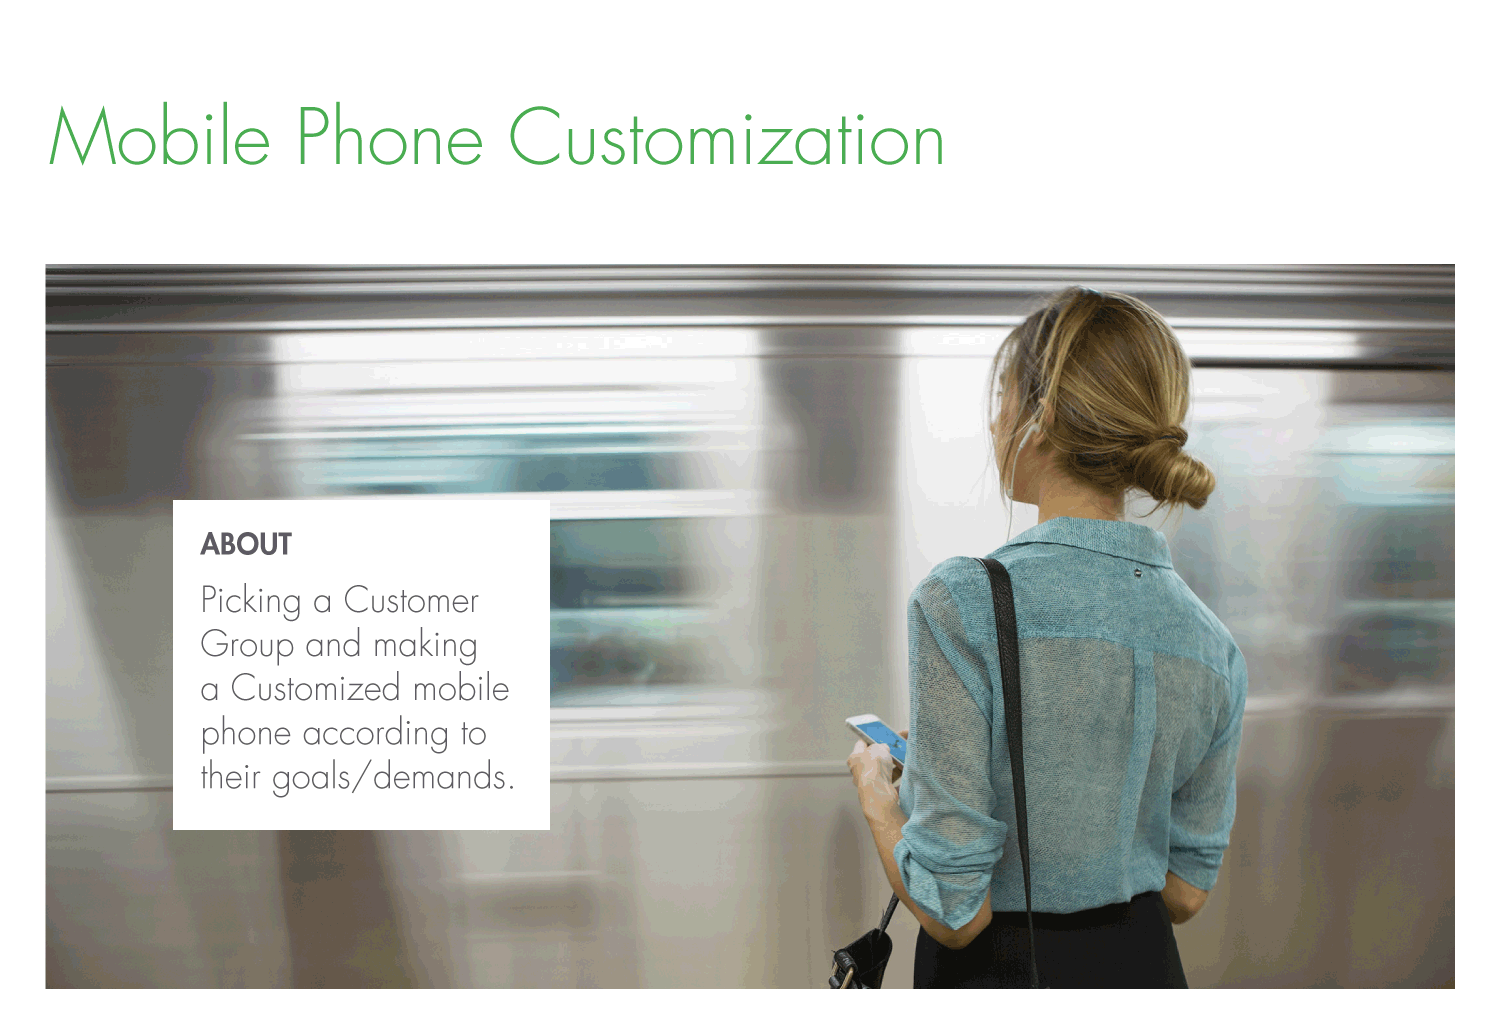 Mobile Phone Customization
ABOUT
Picking a Customer
Group and making
a Customized mobile
phone according to
their goals/demands.